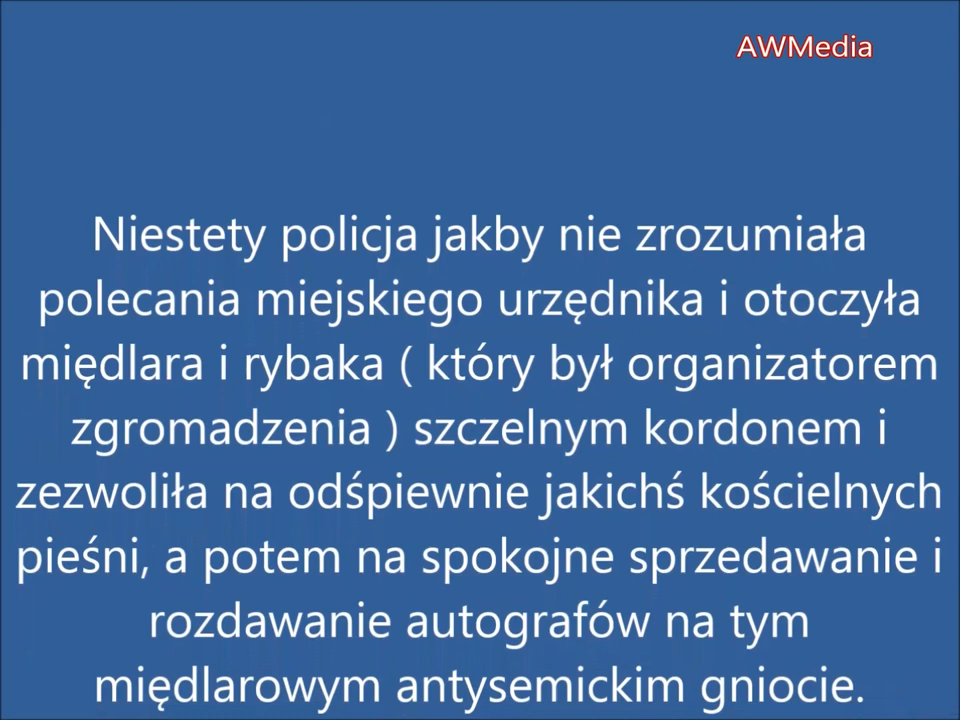 AWMedia
Niestety policja jakby nie zrozumiała
polecania miejskiego urzędnika i otoczyła
międlara i rybaka ( który był organizatorem
zgromadzenia ) szczelnym kordonem i
zezwoliła na odśpiewnie jakichś kościelnych
pieśni, a potem na spokojne sprzedawanie i
rozdawanie autografów na tym
międlarowym antysemickim gniocie.